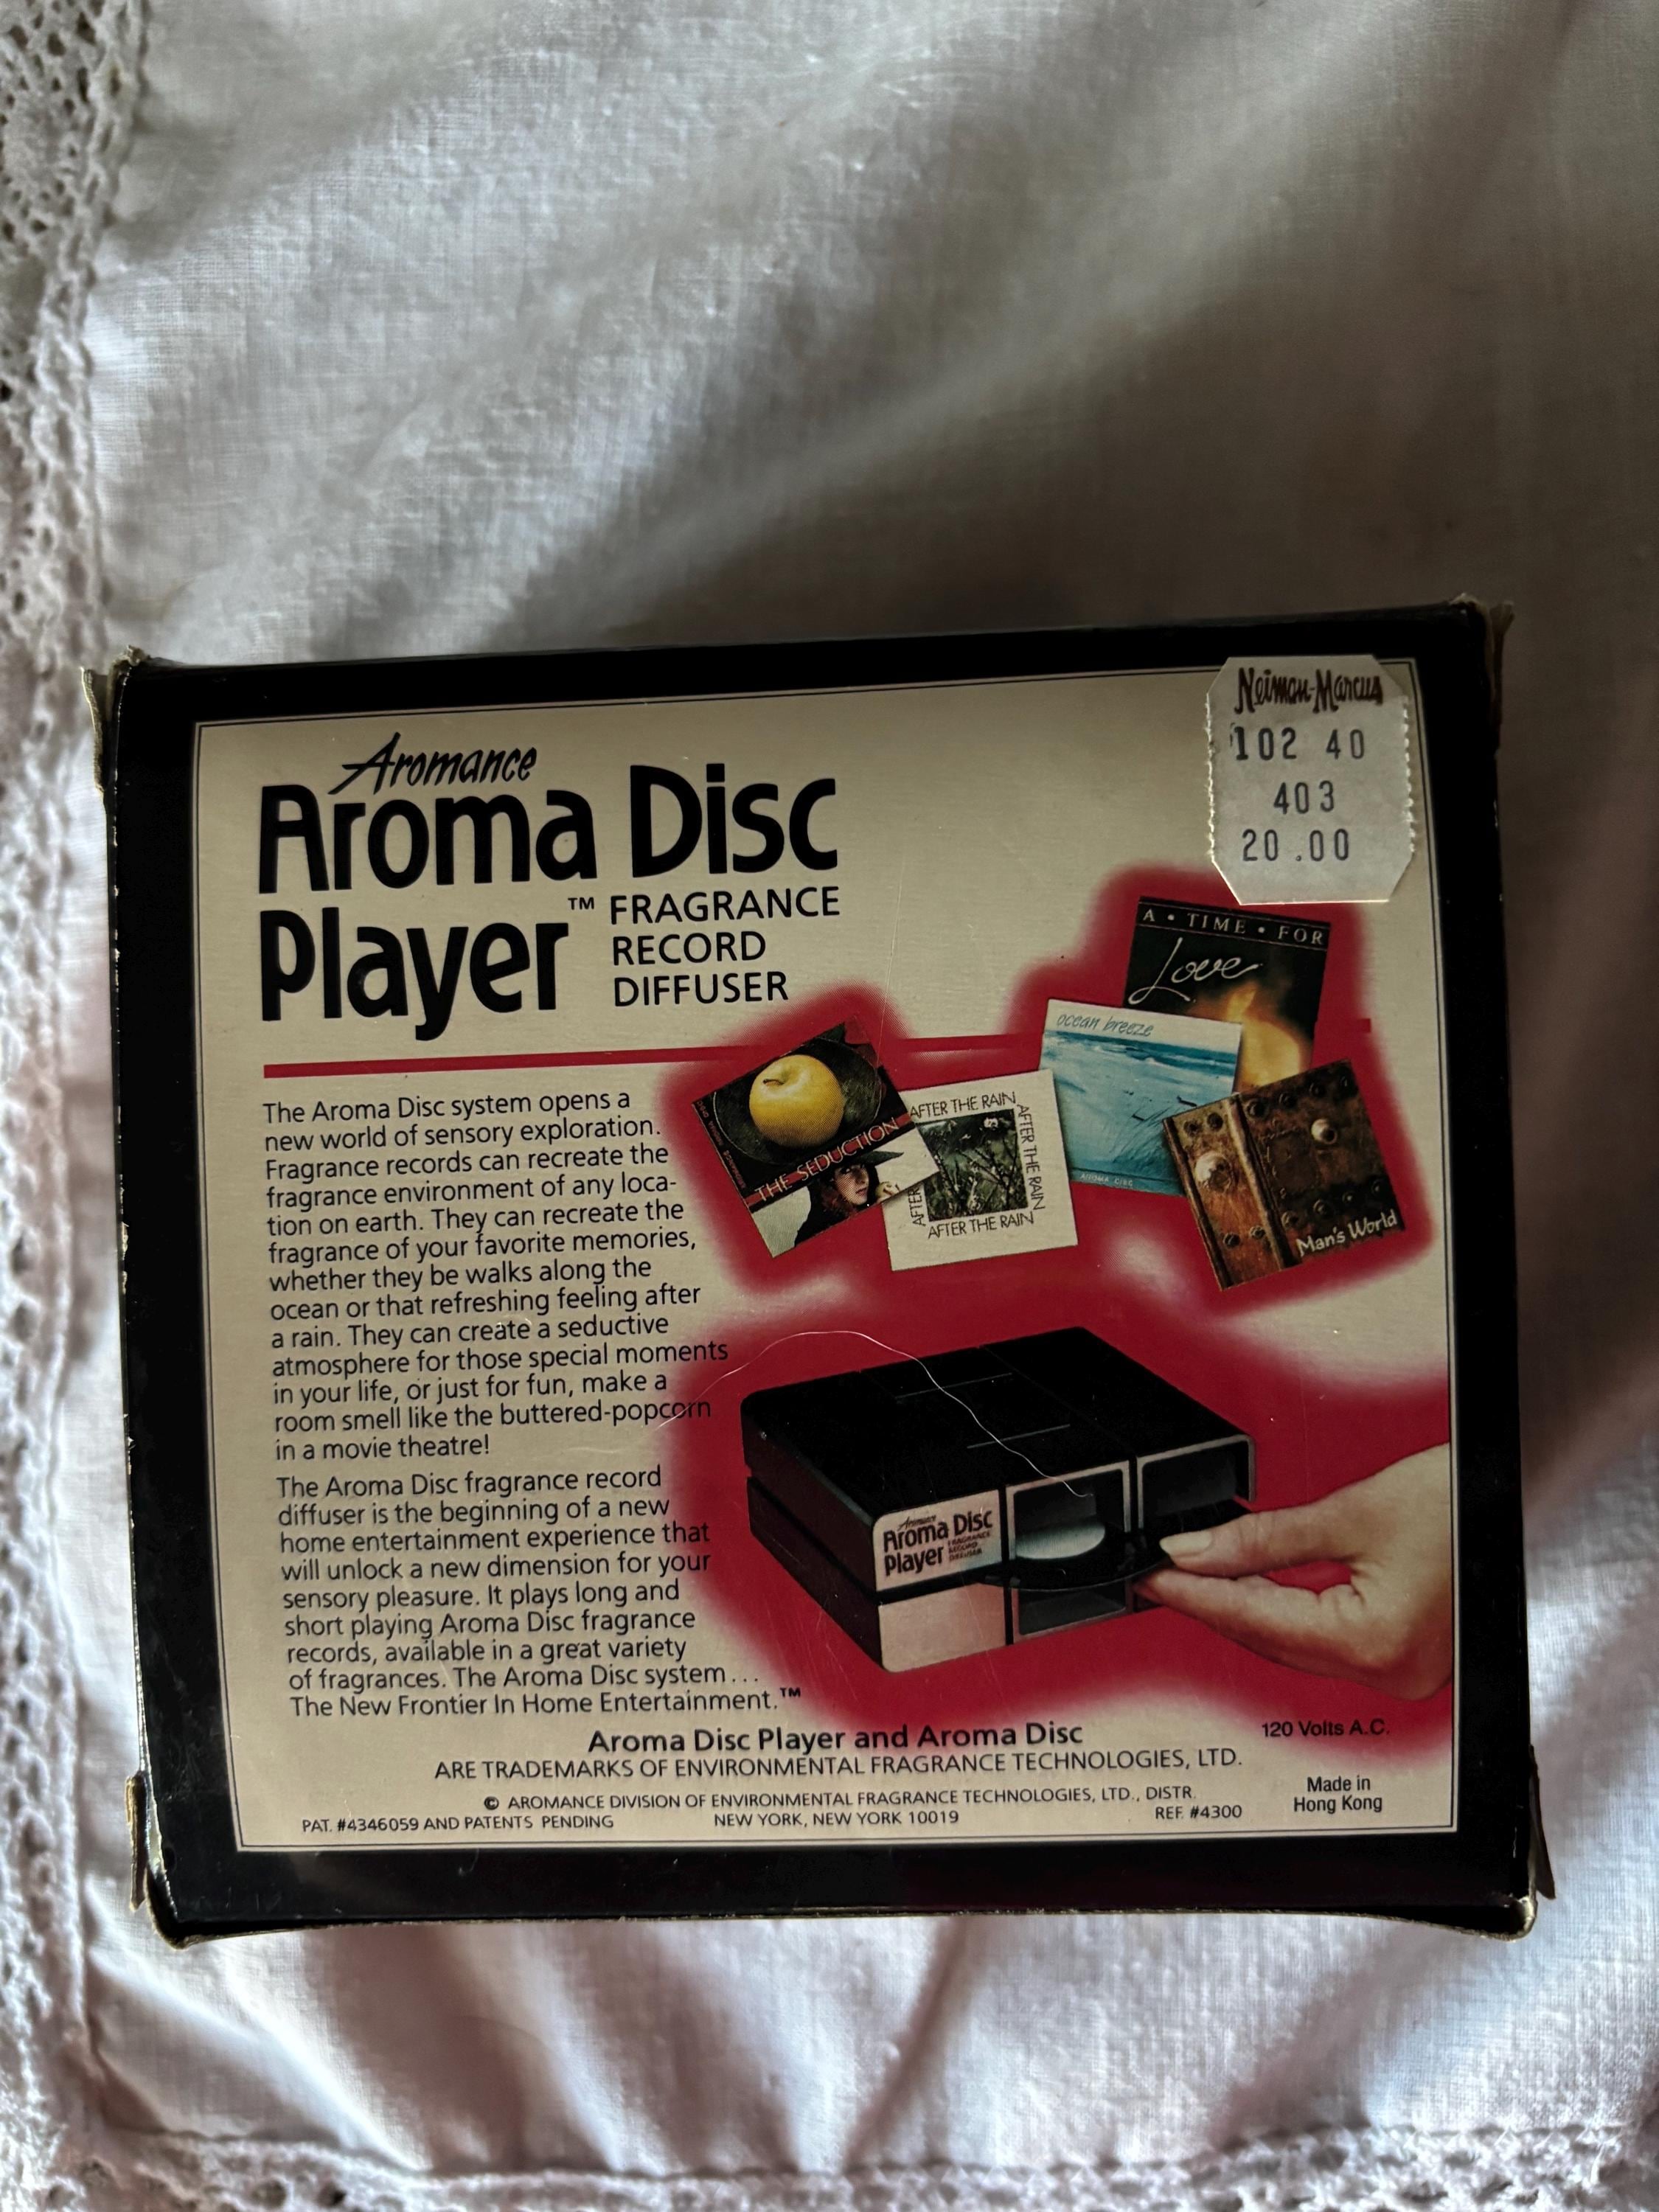 Neiman-Marcus
102 40
403
20.00
Aromance
Aroma Disc
Player™
FRAGRANCE
RECORD
DIFFUSER
A • TIME • FOR
Love
ocean breeze
AROMA DISC
THE SEDUCTION
AFTER THE RAIN
AFTER THE RAIN
AFTER
AFTER THE RAIN
Man's World
The Aroma Disc system opens a
new world of sensory exploration.
Fragrance records can recreate the
fragrance environment of any loca-
tion on earth. They can recreate the
fragrance of your favorite memories,
whether they be walks along the
ocean or that refreshing feeling after
a rain. They can create a seductive
atmosphere for those special moments
in your life, or just for fun, make a
room smell like the buttered-popcorn
in a movie theatre!
The Aroma Disc fragrance record
diffuser is the beginning of a new
home entertainment experience that
will unlock a new dimension for your
sensory pleasure. It plays long and
short playing Aroma Disc fragrance
records, available in a great variety
of fragrances. The Aroma Disc system...
The New Frontier In Home Entertainment.™
Aromance
Aroma Disc
Player
FRAGRANCE
RECORD
DIFFUSER
Aroma Disc Player and Aroma Disc
ARE TRADEMARKS OF ENVIRONMENTAL FRAGRANCE TECHNOLOGIES, LTD.
120 Volts A.C.
© AROMANCE DIVISION OF ENVIRONMENTAL FRAGRANCE TECHNOLOGIES, LTD., DISTR.
PAT. #4346059 AND PATENTS PENDING
NEW YORK, NEW YORK 10019
REF. #4300
Made in
Hong Kong